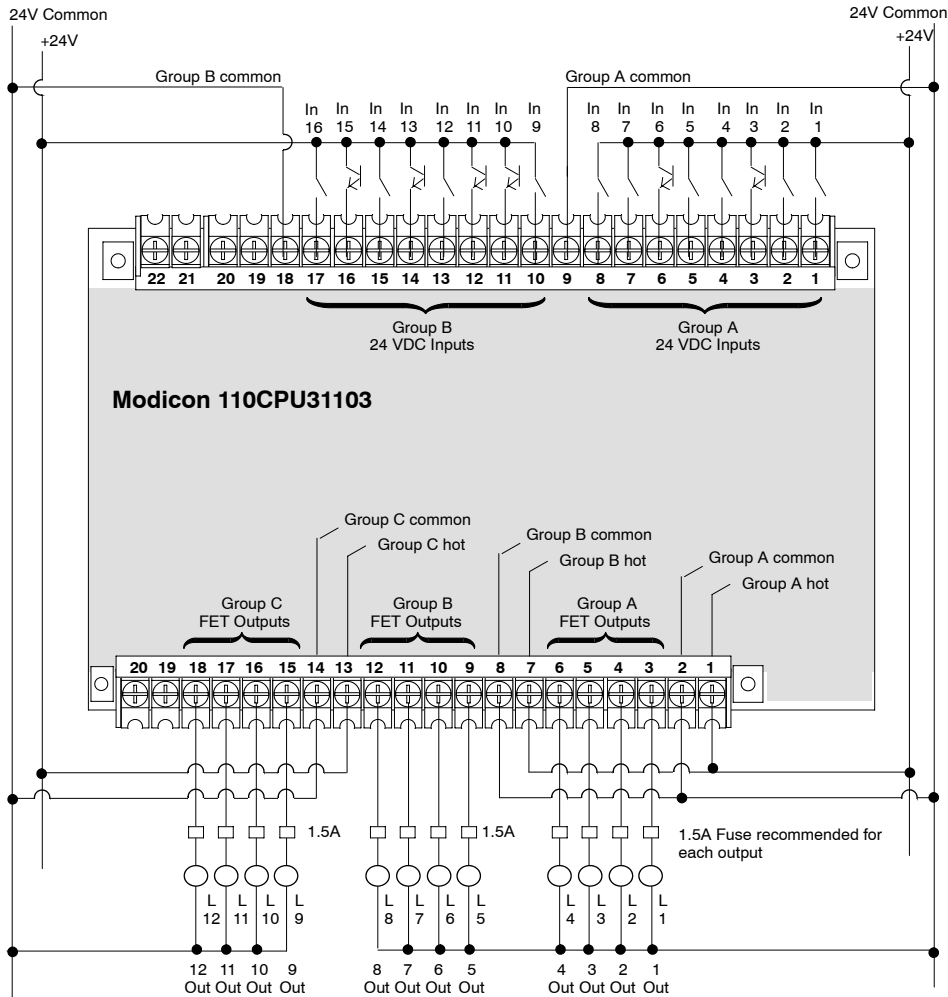 24V Common
24V Common
+24V
+24V
Group B common
Group A common
In In In In In In In In In In In In In In In In
16 15 14 13 12 11 10 9 8 7 6 5 4 3 2 1
22 21 20 19 18 17 16 15 14 13 12 11 10 9 8 7 6 5 4 3 2 1
Group B
24 VDC Inputs
Group A
24 VDC Inputs
Modicon 110CPU31103
Group C common
Group C hot
Group B common
Group B hot
Group A common
Group A hot
Group C
FET Outputs
Group B
FET Outputs
Group A
FET Outputs
20 19 18 17 16 15 14 13 12 11 10 9 8 7 6 5 4 3 2 1
1.5A
1.5A
1.5A Fuse recommended for
each output
L L L L L L L L L L L L
12 11 10 9 8 7 6 5 4 3 2 1
12 11 10 9 8 7 6 5 4 3 2 1
Out Out Out Out Out Out Out Out Out Out Out Out